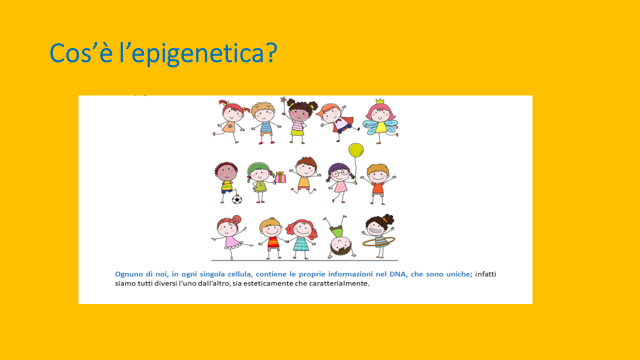 Cos’è l’epigenetica?
Ognuno di noi, in ogni singola cellula, contiene le proprie informazioni nel DNA, che sono uniche; infatti
siamo tutti diversi l’uno dall’altro, sia esteticamente che caratterialmente.